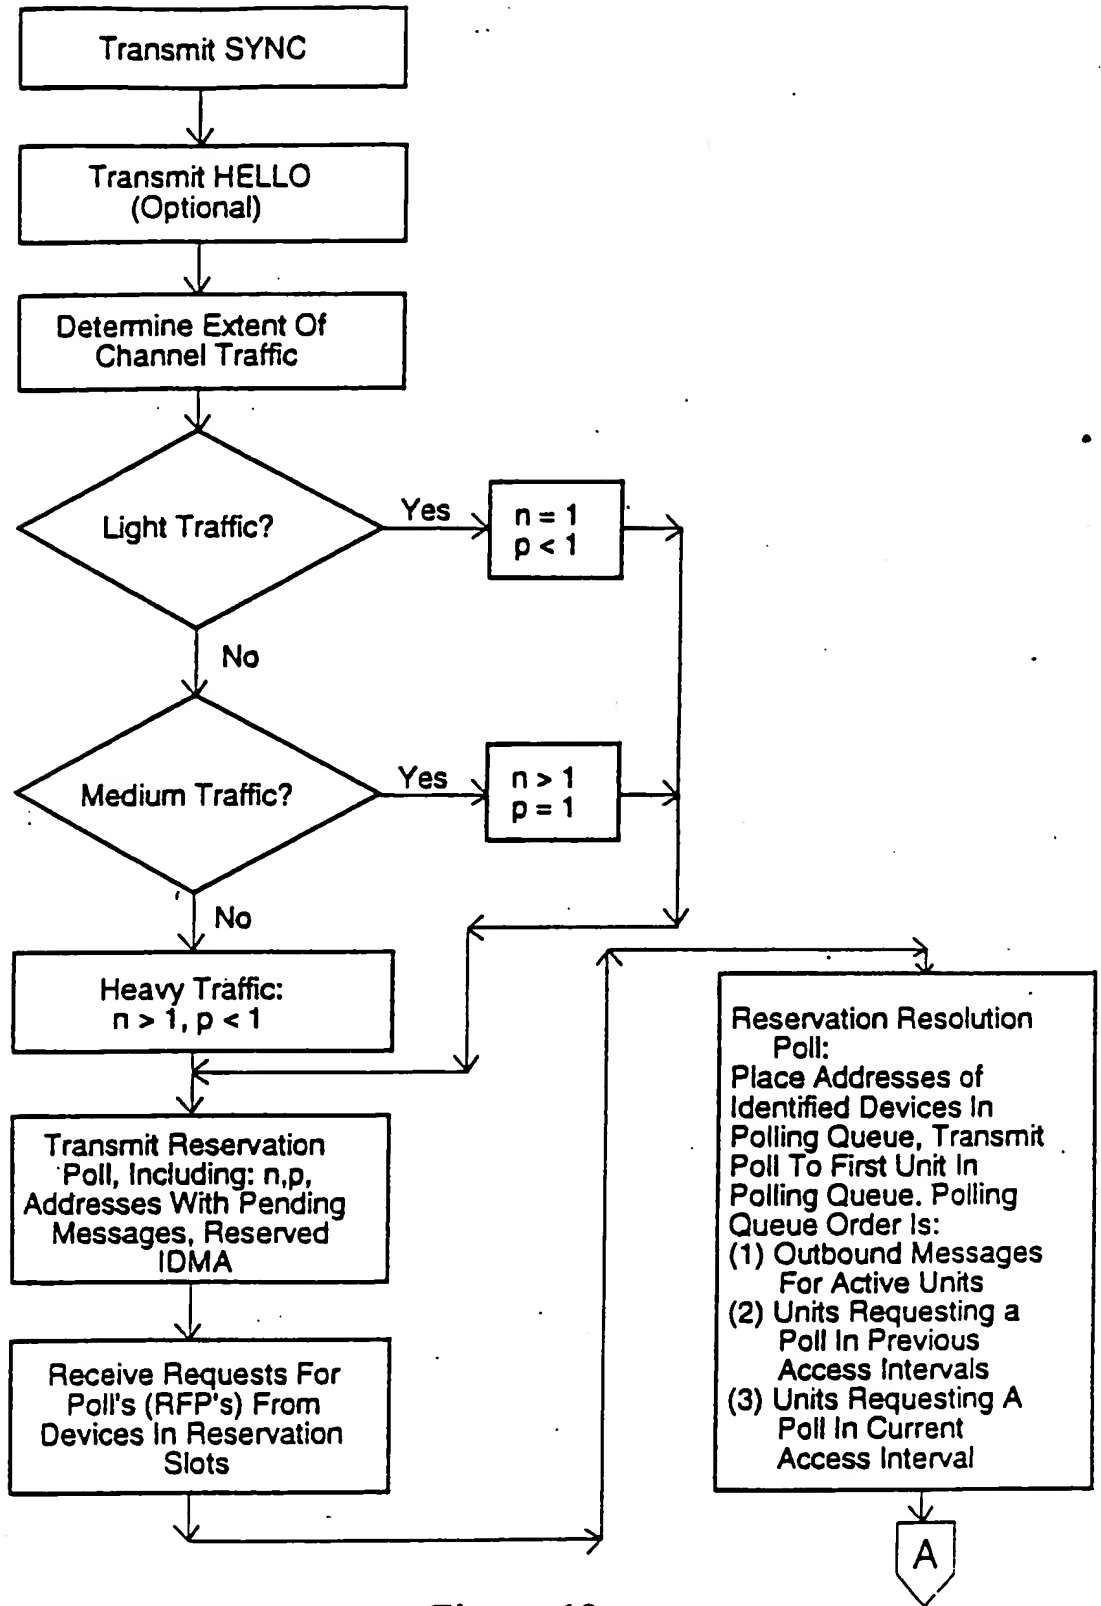 Transmit SYNC
Transmit HELLO
(Optional)
Determine Extent Of
Channel Traffic
Light Traffic?
Yes
n = 1
p < 1
No
Medium Traffic?
Yes
n > 1
p = 1
No
Heavy Traffic:
n > 1, p < 1
Transmit Reservation
Poll, Including: n,p,
Addresses With Pending
Messages, Reserved
IDMA
Receive Requests For
Poll's (RFP's) From
Devices In Reservation
Slots
Reservation Resolution
Poll:
Place Addresses of
Identified Devices In
Polling Queue, Transmit
Poll To First Unit In
Polling Queue. Polling
Queue Order Is:
(1) Outbound Messages
For Active Units
(2) Units Requesting a
Poll In Previous
Access Intervals
(3) Units Requesting A
Poll In Current
Access Interval
A